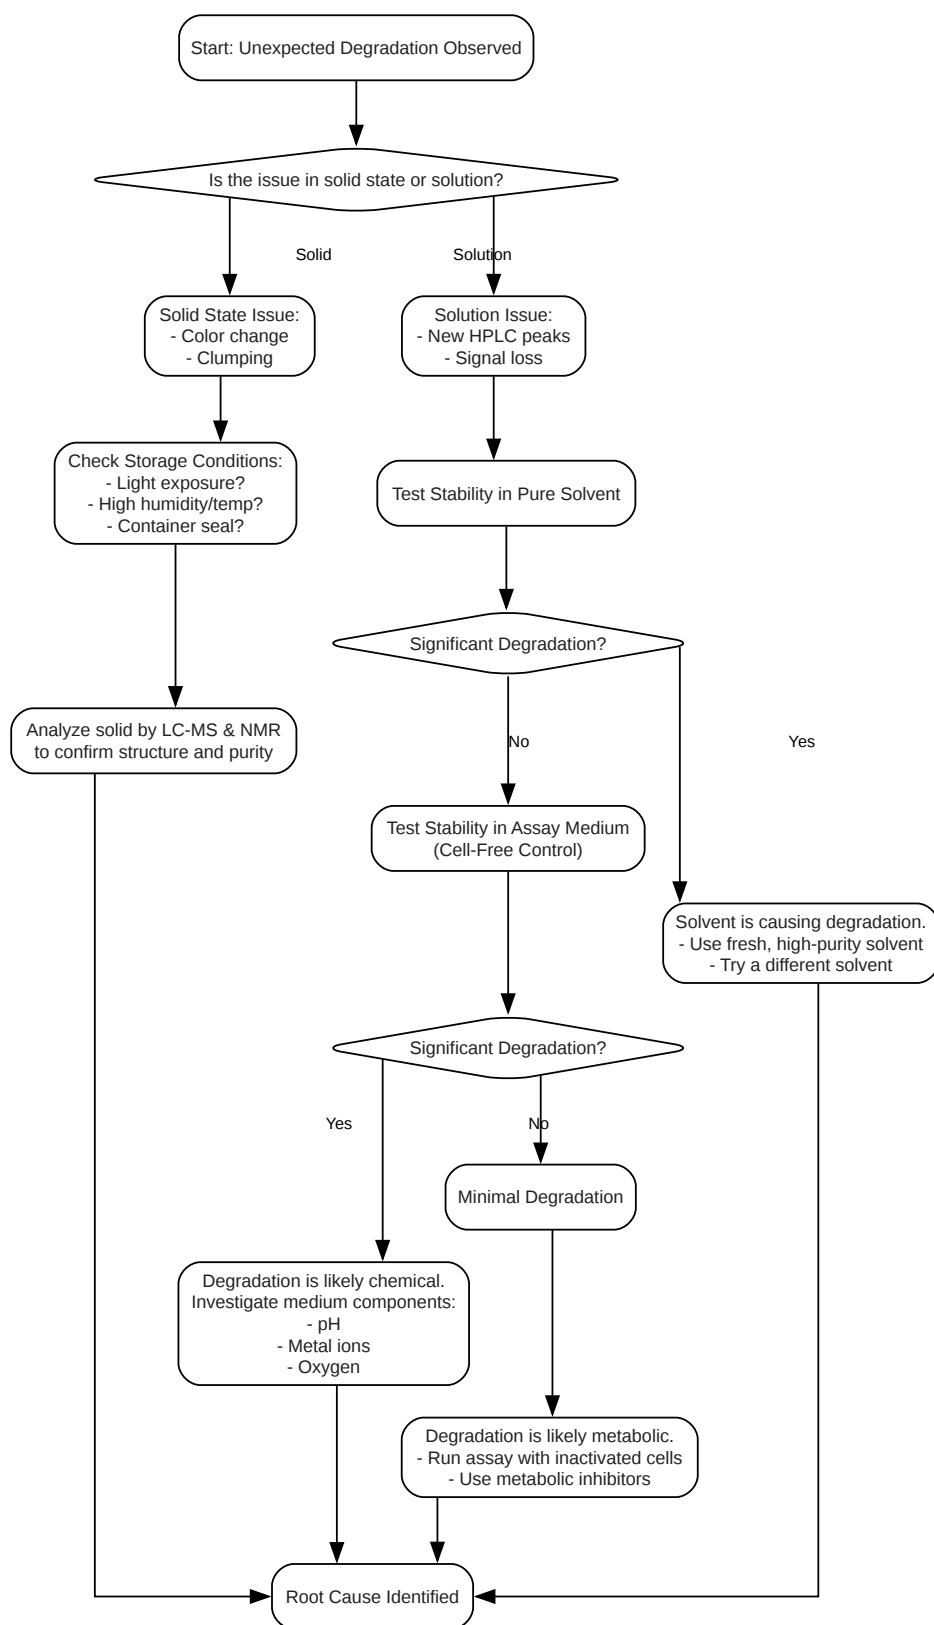 Start: Unexpected Degradation Observed
Is the issue in solid state or solution?
Solid
Solution
Solid State Issue:
- Color change
- Clumping
Solution Issue:
- New HPLC peaks
- Signal loss
Check Storage Conditions:
- Light exposure?
- High humidity/temp?
- Container seal?
Test Stability in Pure Solvent
Significant Degradation?
Analyze solid by LC-MS & NMR
to confirm structure and purity
No
Yes
Test Stability in Assay Medium
(Cell-Free Control)
Solvent is causing degradation.
- Use fresh, high-purity solvent
- Try a different solvent
Significant Degradation?
Yes
No
Minimal Degradation
Degradation is likely chemical.
Investigate medium components:
- pH
- Metal ions
- Oxygen
Degradation is likely metabolic.
- Run assay with inactivated cells
- Use metabolic inhibitors
Root Cause Identified